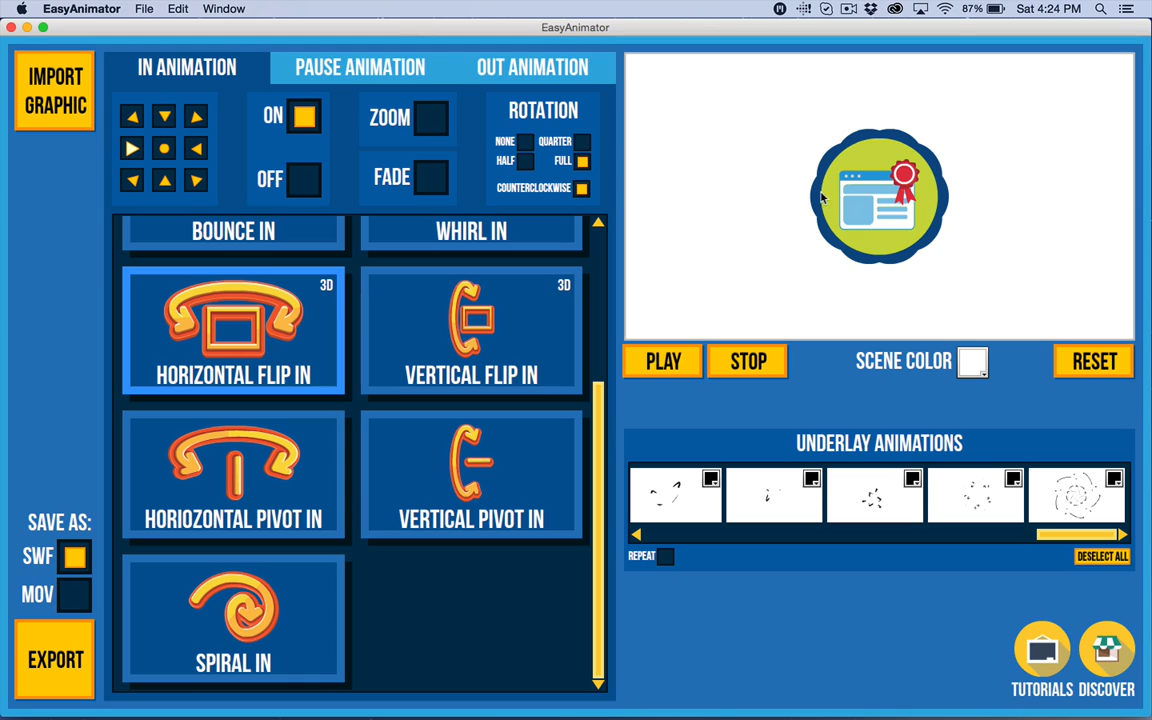 EasyAnimator File Edit Window 87% Sat 4:24 PM
EasyAnimator
IMPORT
GRAPHIC
IN ANIMATION PAUSE ANIMATION OUT ANIMATION
ON
OFF
ZOOM
FADE
ROTATION
NONE QUARTER
HALF FULL
COUNTERCLOCKWISE
BOUNCE IN WHIRL IN
3D
HORIZONTAL FLIP IN
3D
VERTICAL FLIP IN
HORIOZONTAL PIVOT IN VERTICAL PIVOT IN
SPIRAL IN
SAVE AS:
SWF
MOV
EXPORT
PLAY STOP SCENE COLOR RESET
UNDERLAY ANIMATIONS
REPEAT DESELECT ALL
TUTORIALS DISCOVER